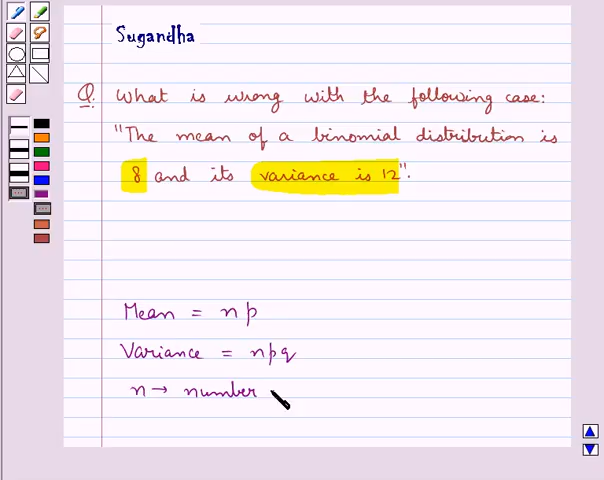 Sugandha
Q. What is wrong with the following case:
"The mean of a binomial distribution is
8 and its variance is 12".
Mean = np
Variance = npq
n → number